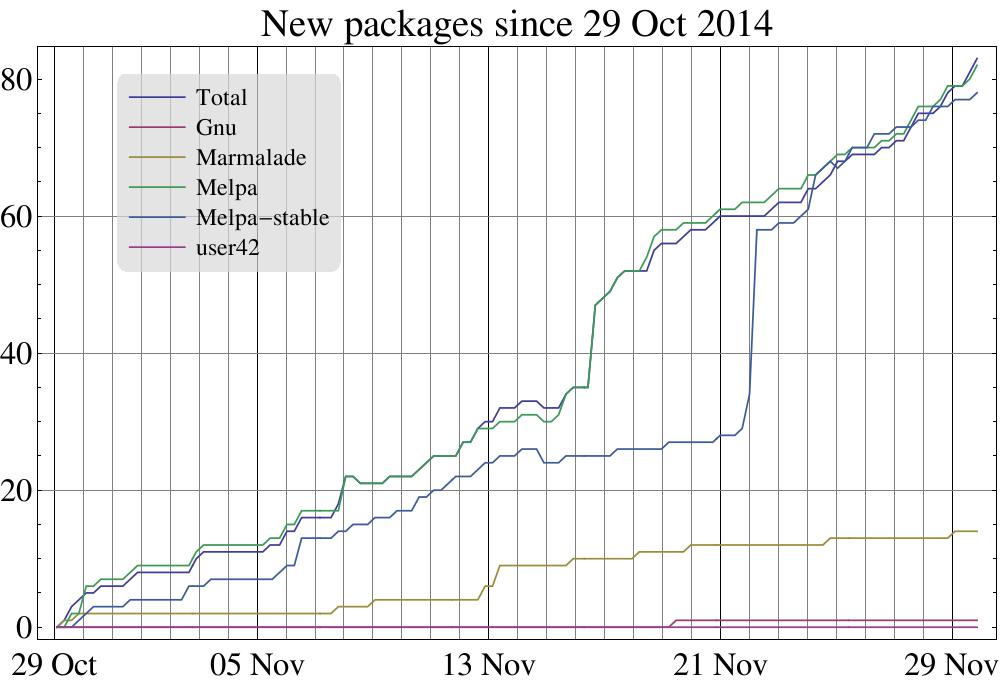 New packages since 29 Oct 2014
80
60
40
20
0
Total
Gnu
Marmalade
Melpa
Melpa−stable
user42
29 Oct 05 Nov 13 Nov 21 Nov 29 Nov